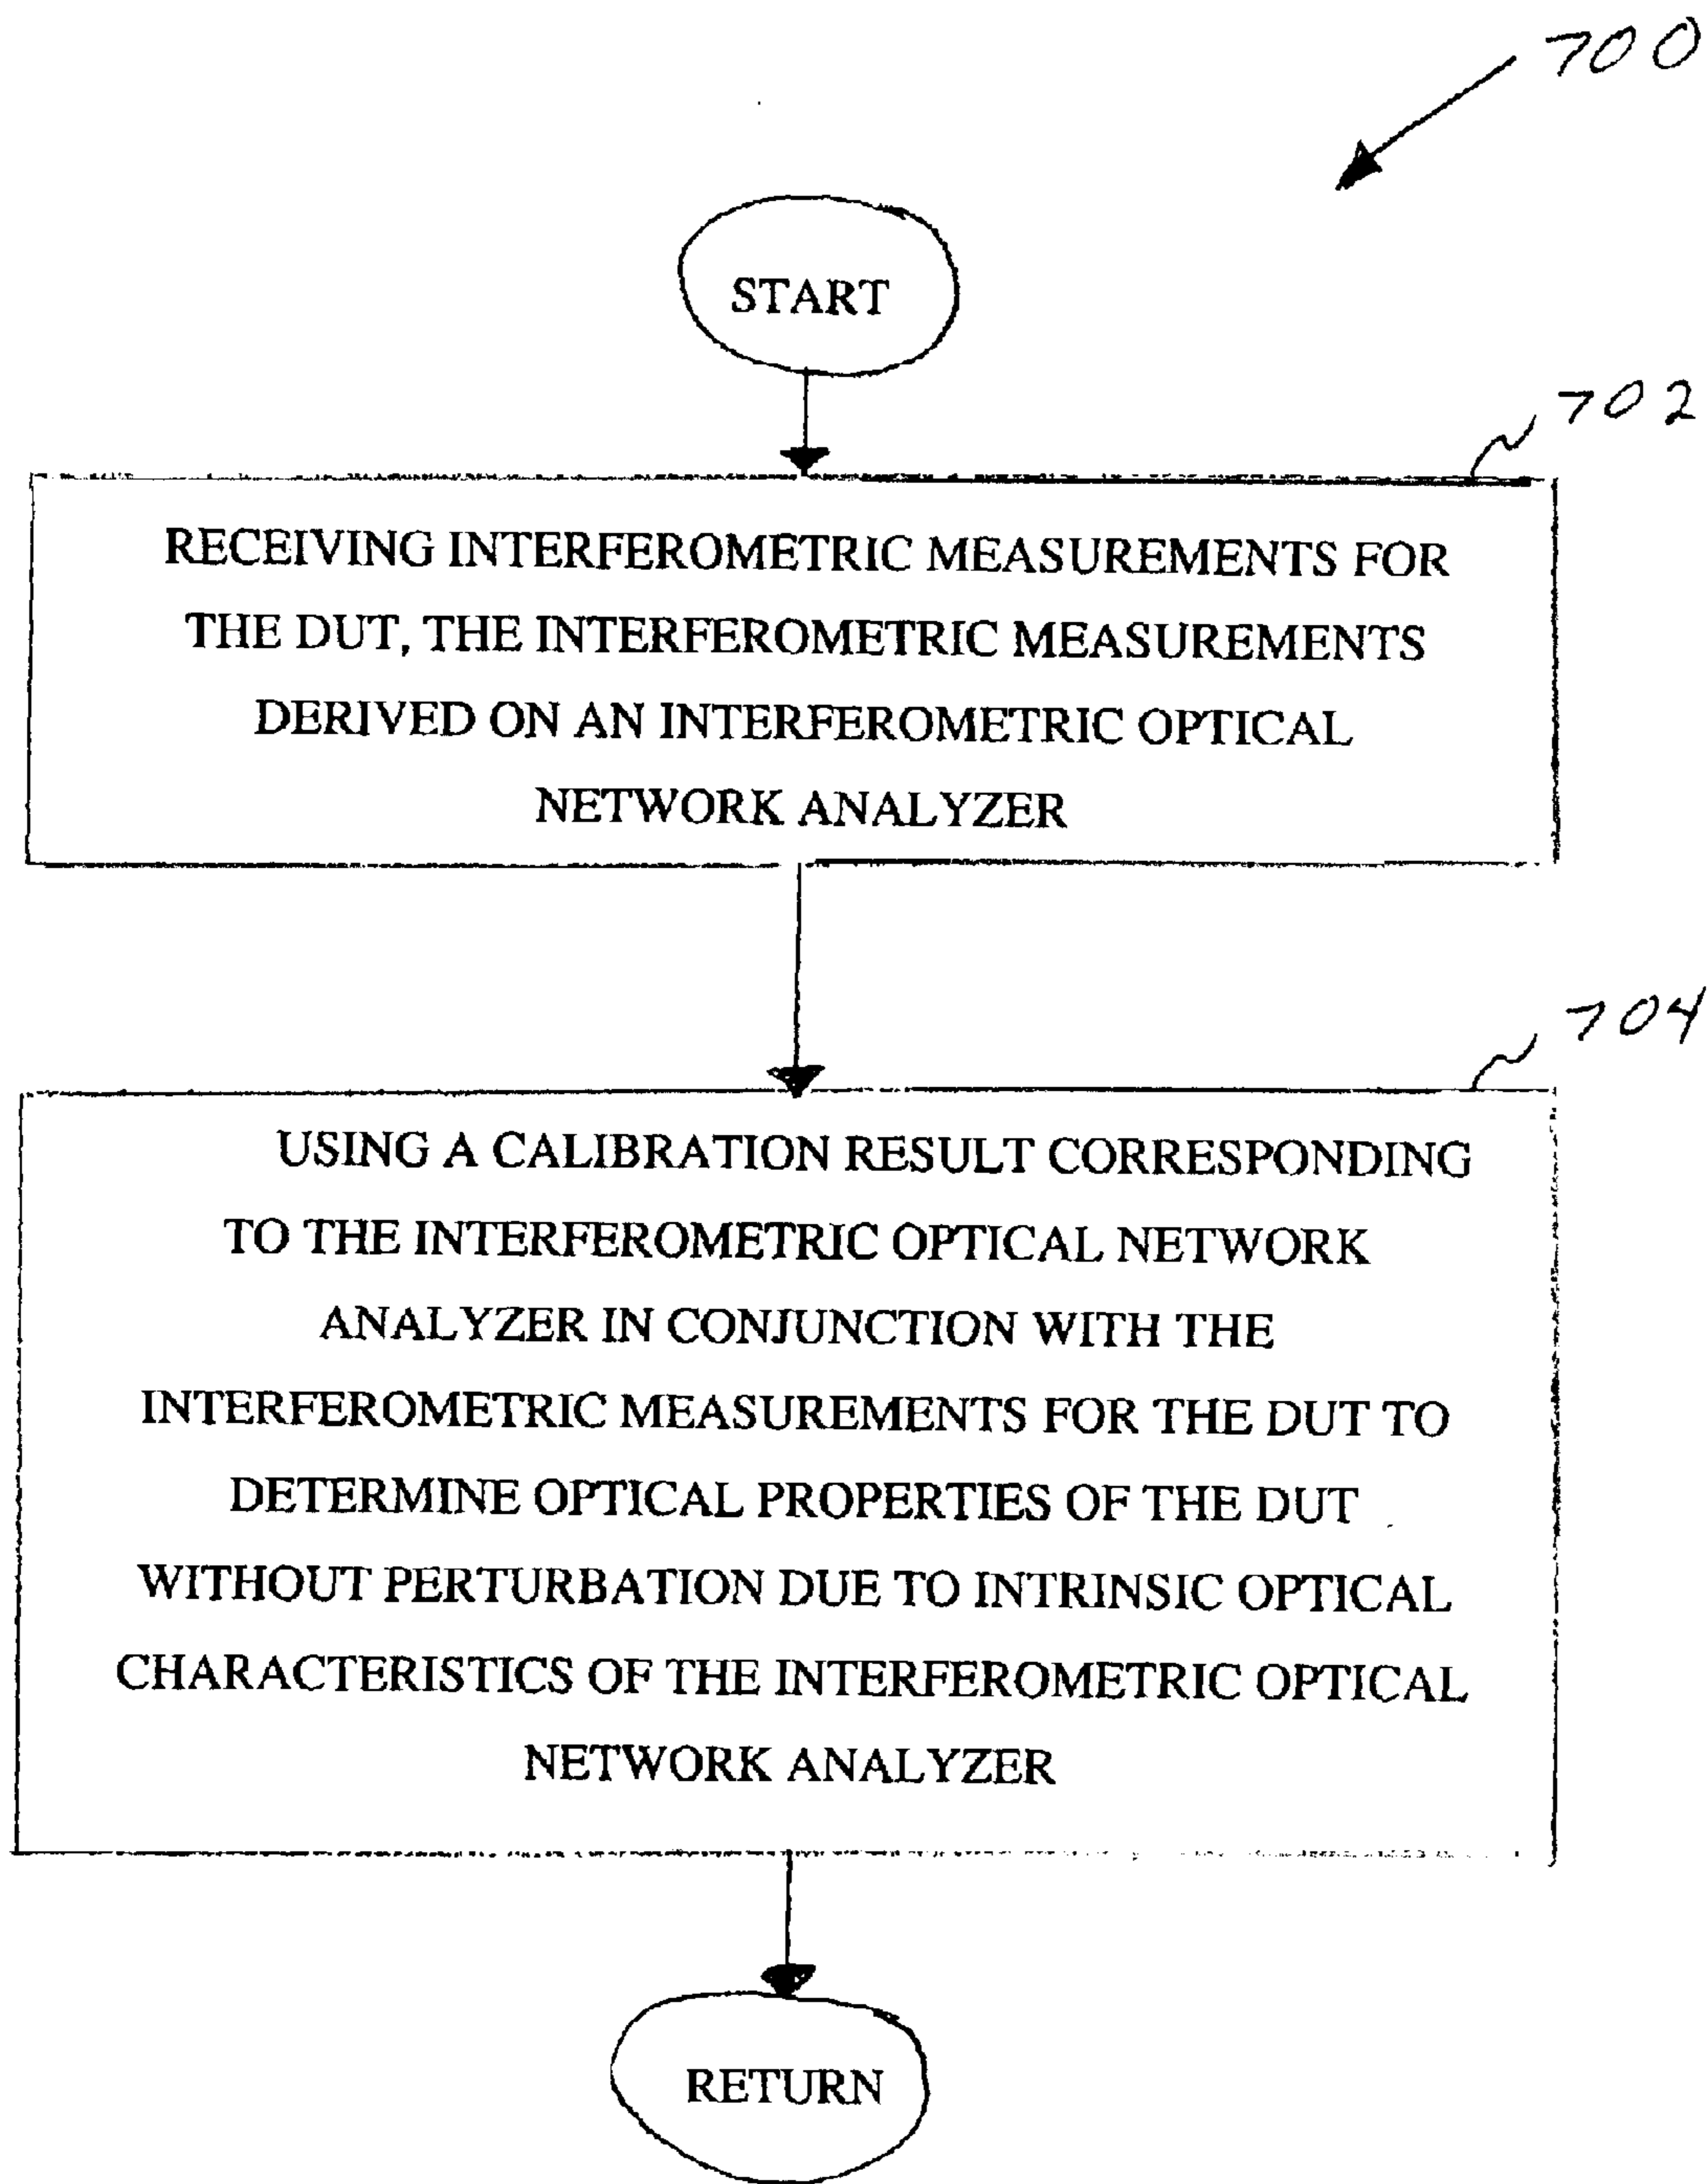 700
START
702
RECEIVING INTERFEROMETRIC MEASUREMENTS FOR
THE DUT, THE INTERFEROMETRIC MEASUREMENTS
DERIVED ON AN INTERFEROMETRIC OPTICAL
NETWORK ANALYZER
704
USING A CALIBRATION RESULT CORRESPONDING
TO THE INTERFEROMETRIC OPTICAL NETWORK
ANALYZER IN CONJUNCTION WITH THE
INTERFEROMETRIC MEASUREMENTS FOR THE DUT TO
DETERMINE OPTICAL PROPERTIES OF THE DUT
WITHOUT PERTURBATION DUE TO INTRINSIC OPTICAL
CHARACTERISTICS OF THE INTERFEROMETRIC OPTICAL
NETWORK ANALYZER
RETURN